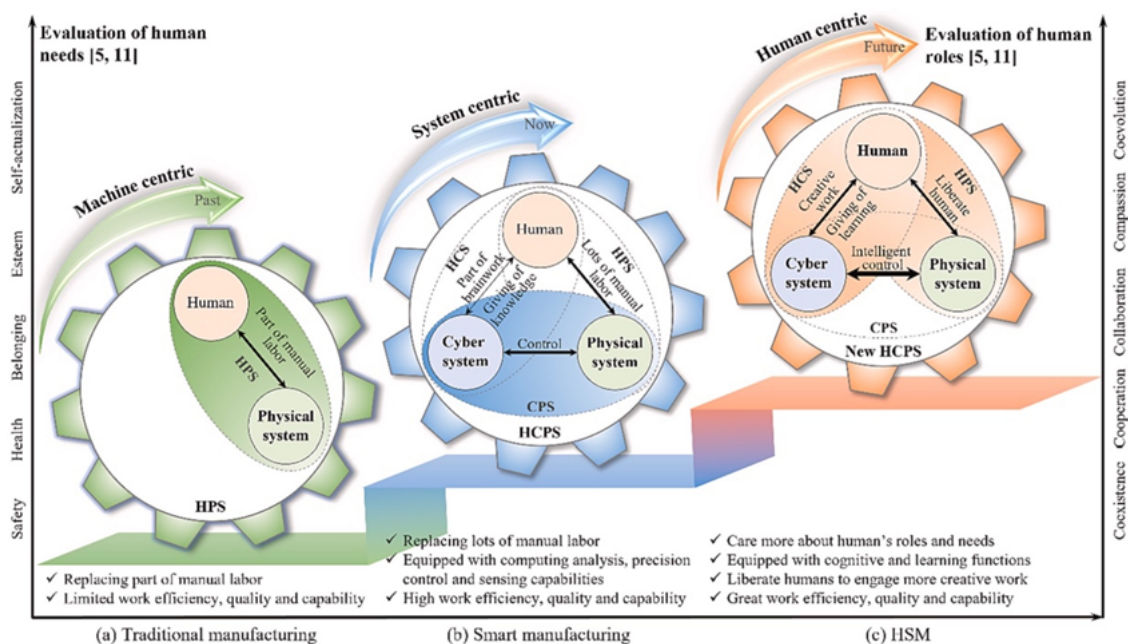 Evaluation of human
needs [5, 11]
Human centric
Future
Evaluation of human
roles [5, 11]
System centric
Now
Machine centric
Past
Self-actualization
Esteem
Belonging
Health
Safety
Coevolution
Compassion
Collaboration
Cooperation
Coexistence
Human
Part of manual
labor
HPS
Physical
system
HPS
Human
HCS
Part of
brainwork
Giving of
knowledge
HPS
Lots of manual
labor
Cyber
system
Control
Physical
system
CPS
HCPS
Human
HCS
Creative
work
Giving of
learning
HPS
Liberate
human
Cyber
system
Intelligent
control
Physical
system
CPS
New HCPS
✓ Replacing part of manual labor
✓ Limited work efficiency, quality and capability
✓ Replacing lots of manual labor
✓ Equipped with computing analysis, precision
control and sensing capabilities
✓ High work efficiency, quality and capability
✓ Care more about human's roles and needs
✓ Equipped with cognitive and learning functions
✓ Liberate humans to engage more creative work
✓ Great work efficiency, quality and capability
(a) Traditional manufacturing
(b) Smart manufacturing
(c) HSM